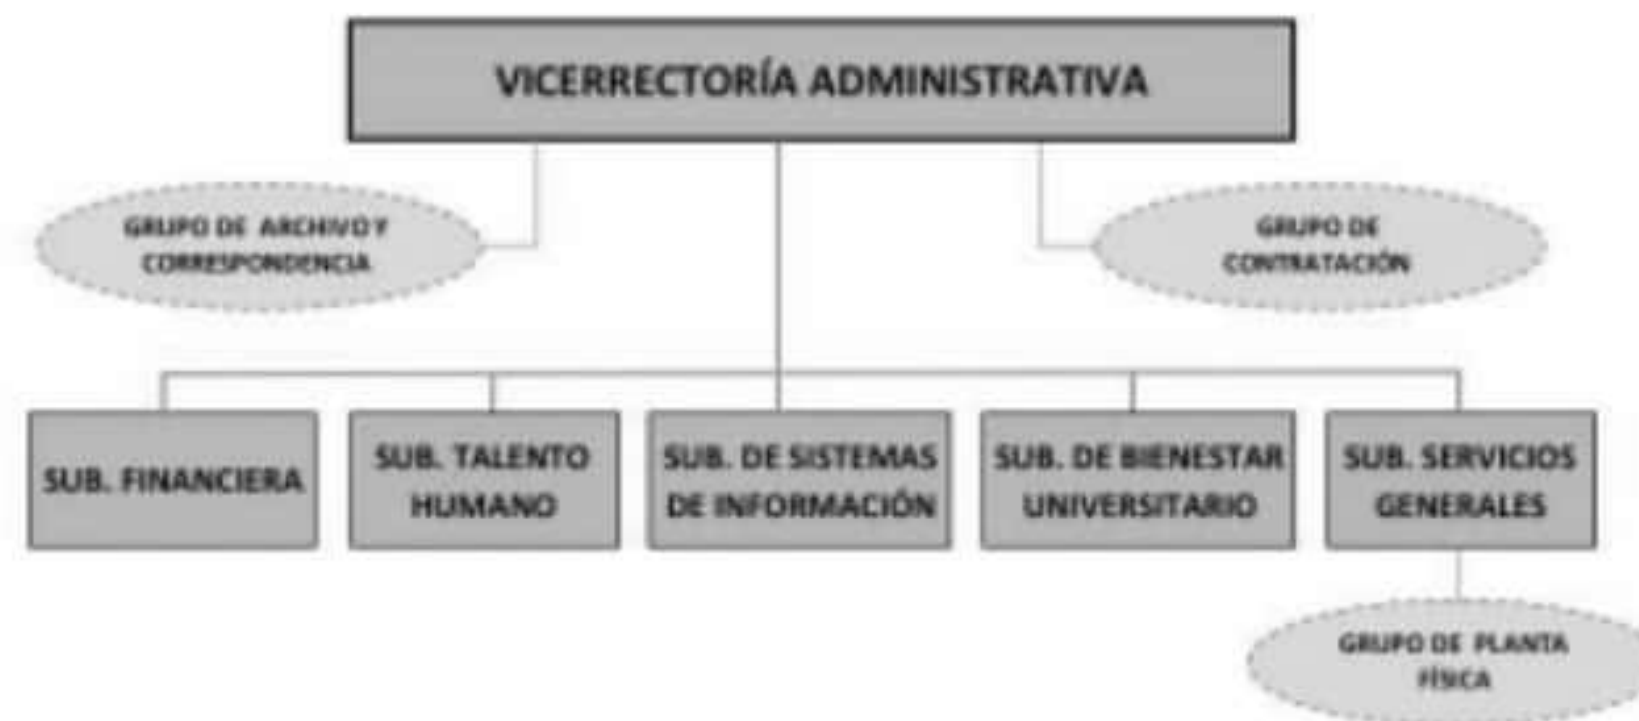 VICERRECTORÍA ADMINISTRATIVA
GRUPO DE ARCHIVO Y
CORRESPONDENCIA
GRUPO DE
CONTRATACIÓN
SUB. FINANCIERA
SUB. TALENTO
HUMANO
SUB. DE SISTEMAS
DE INFORMACIÓN
SUB. DE BIENESTAR
UNIVERSITARIO
SUB. SERVICIOS
GENERALES
GRUPO DE PLANTA
FÍSICA